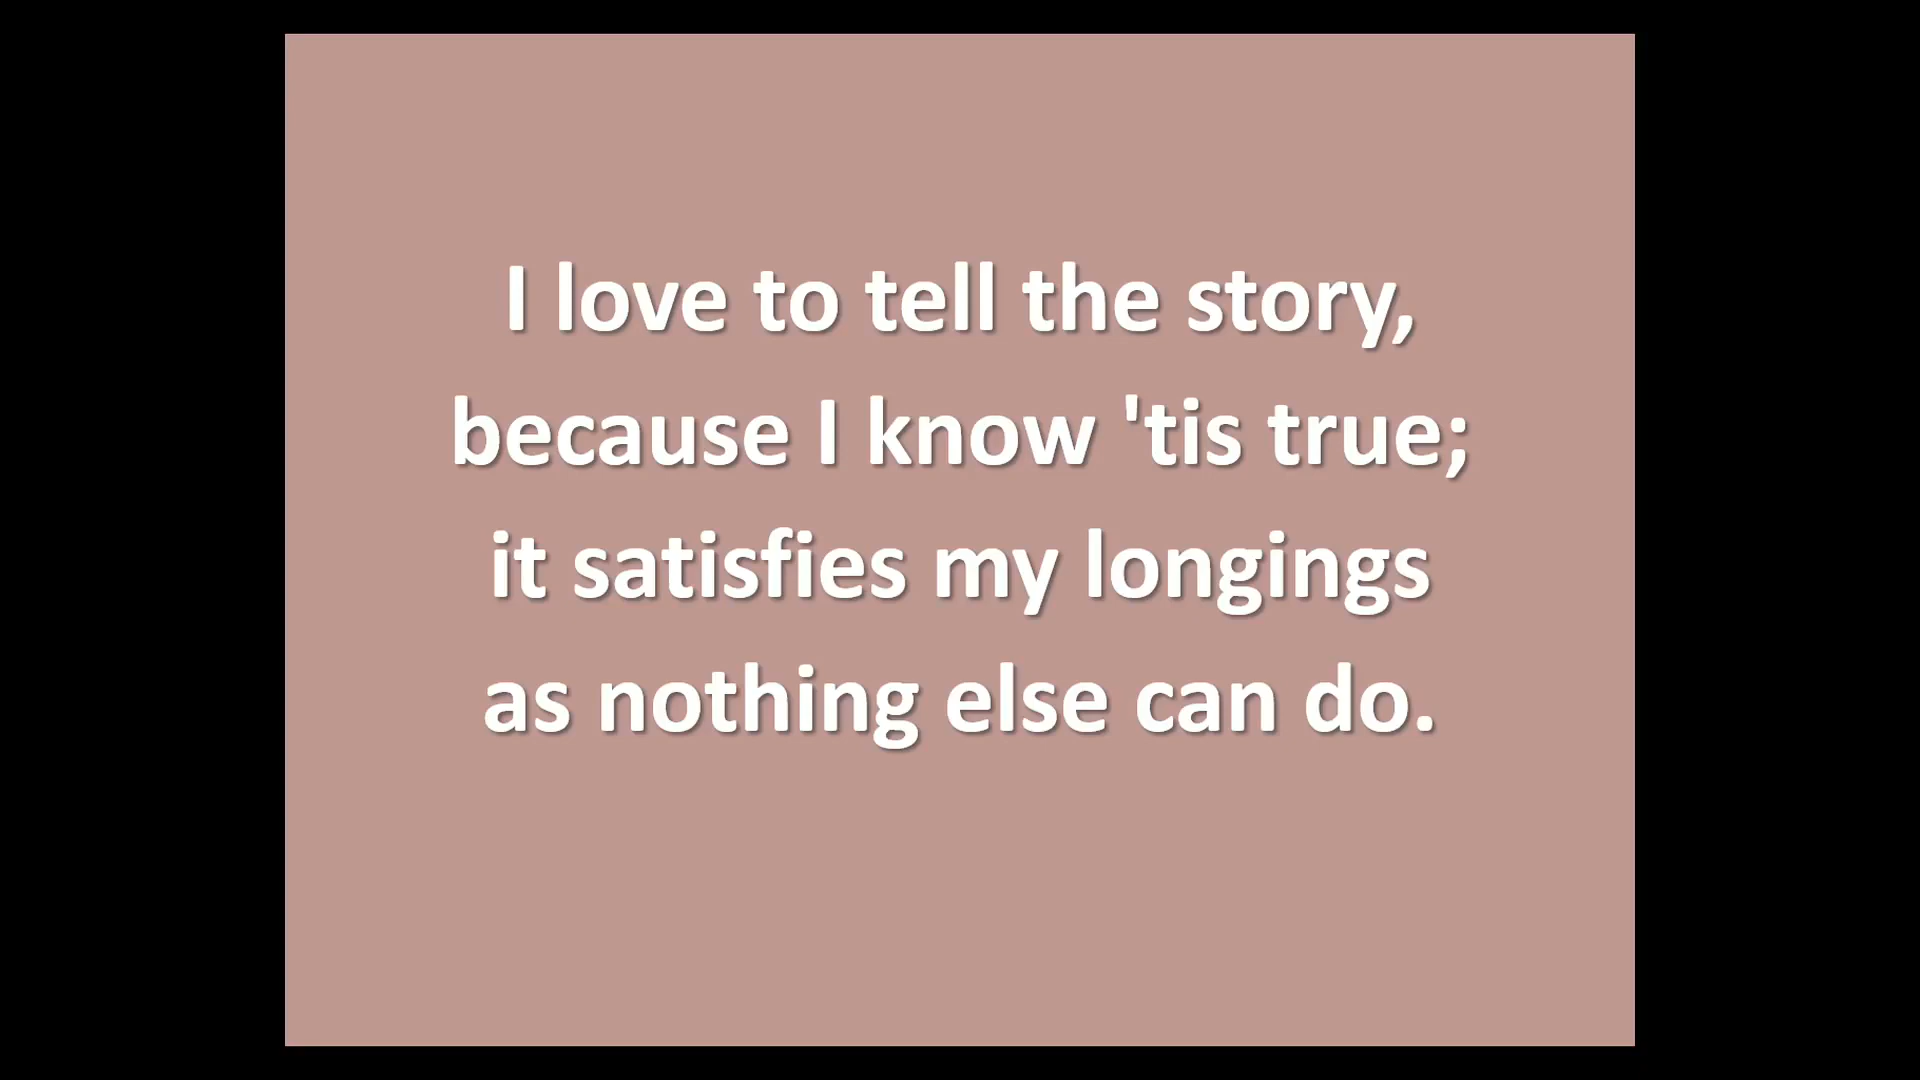 I love to tell the story,
because I know 'tis true;
it satisfies my longings
as nothing else can do.